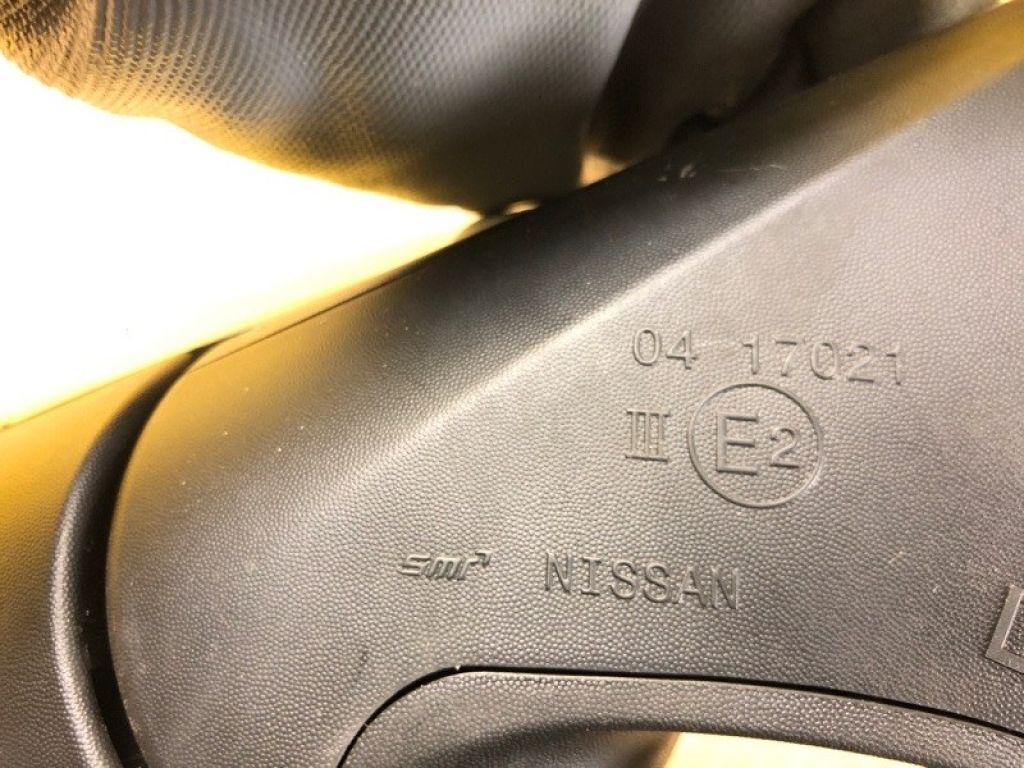 04 17021
III E2
smr NISSAN